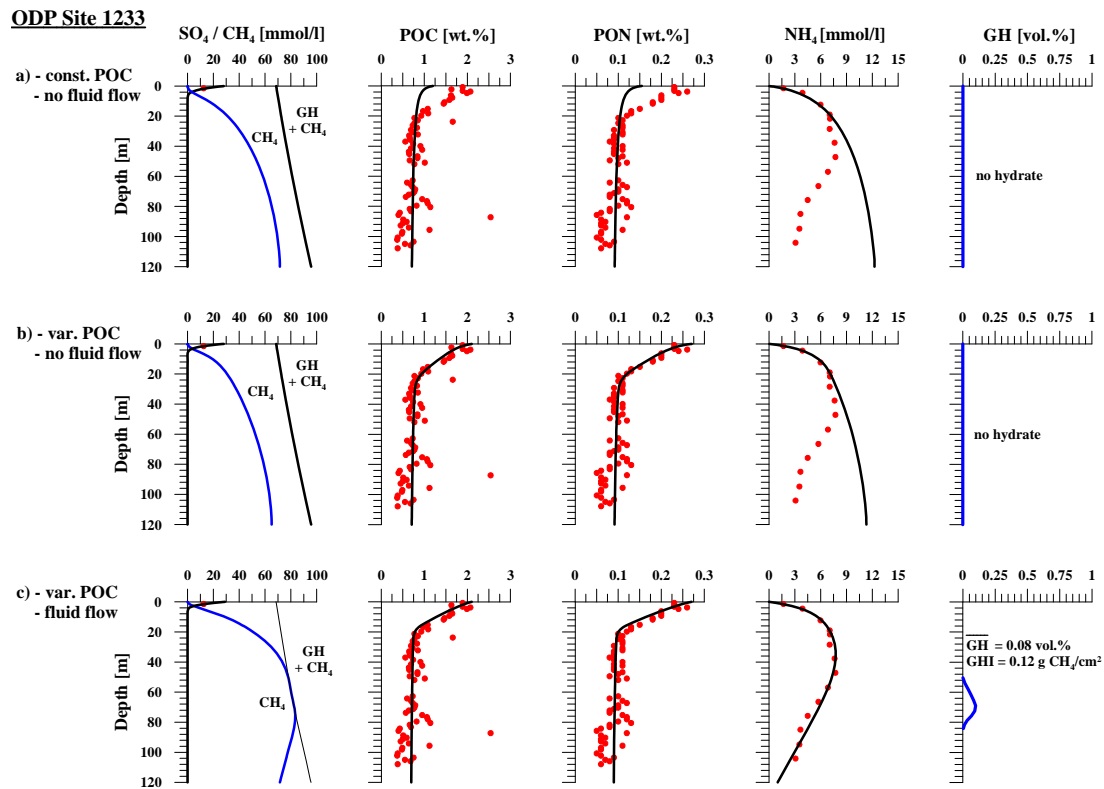 ODP Site 1233
SO₄ / CH₄ [mmol/l] POC [wt.%] PON [wt.%] NH₄ [mmol/l] GH [vol.%]
a) - const. POC
- no fluid flow
0 20 40 60 80 100 0 1 2 3 0 0.1 0.2 0.3 0 3 6 9 12 15 0 0.25 0.5 0.75 1
Depth [m]
0
20
40
60
80
100
120
CH₄
GH
+ CH₄
no hydrate
b) - var. POC
- no fluid flow
0 20 40 60 80 100 0 1 2 3 0 0.1 0.2 0.3 0 3 6 9 12 15 0 0.25 0.5 0.75 1
Depth [m]
0
20
40
60
80
100
120
CH₄
GH
+ CH₄
no hydrate
c) - var. POC
- fluid flow
0 20 40 60 80 100 0 1 2 3 0 0.1 0.2 0.3 0 3 6 9 12 15 0 0.25 0.5 0.75 1
Depth [m]
0
20
40
60
80
100
120
GH
+ CH₄
CH₄
G̅H̅ = 0.08 vol.%
GHI = 0.12 g CH₄/cm²